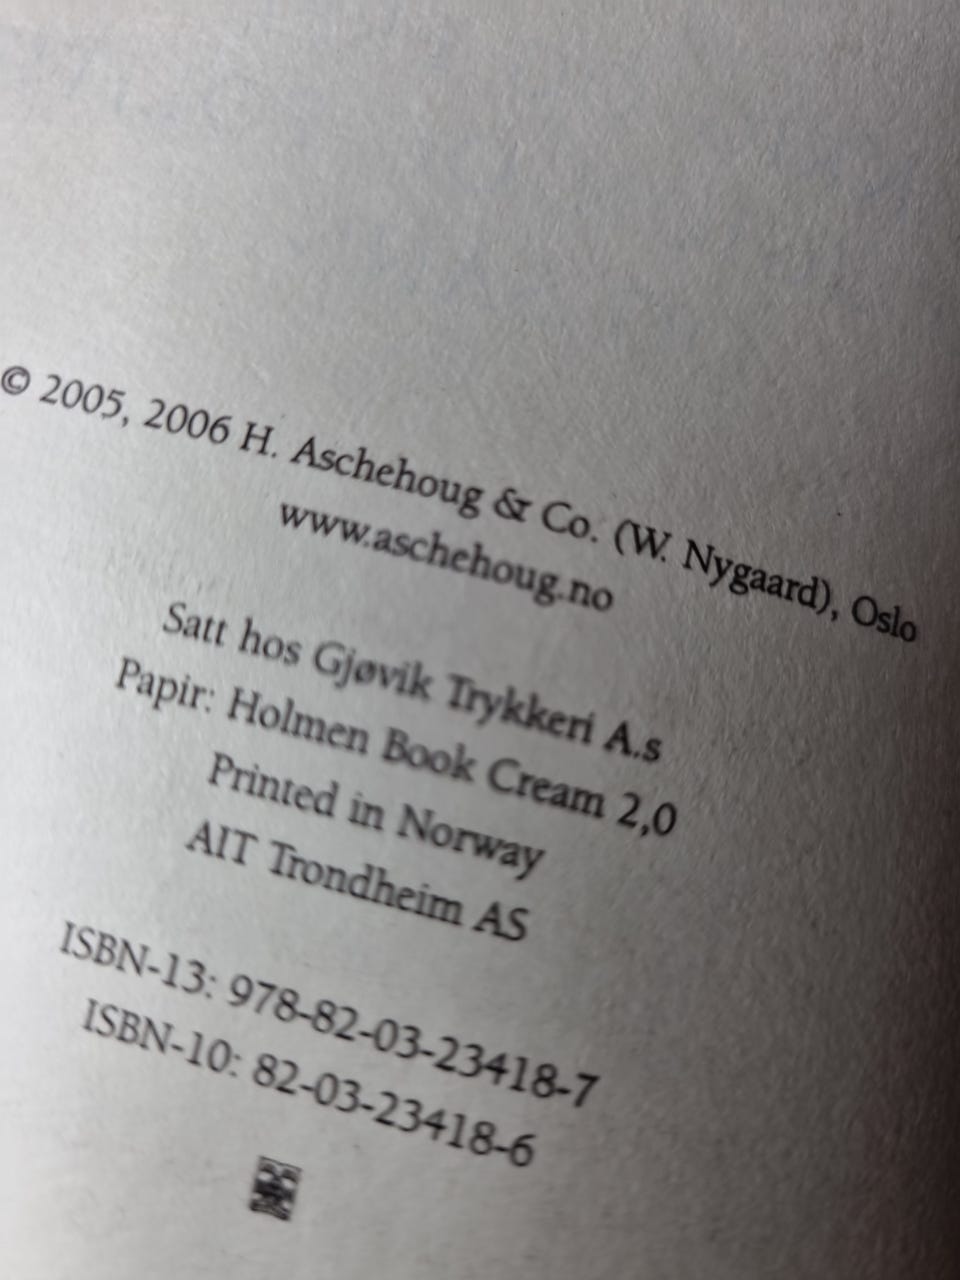 © 2005, 2006 H. Aschehoug & Co. (W. Nygaard), Oslo
www.aschehoug.no
Satt hos Gjøvik Trykkeri A.s
Papir: Holmen Book Cream 2,0
Printed in Norway
AIT Trondheim AS
ISBN-13: 978-82-03-23418-7
ISBN-10: 82-03-23418-6